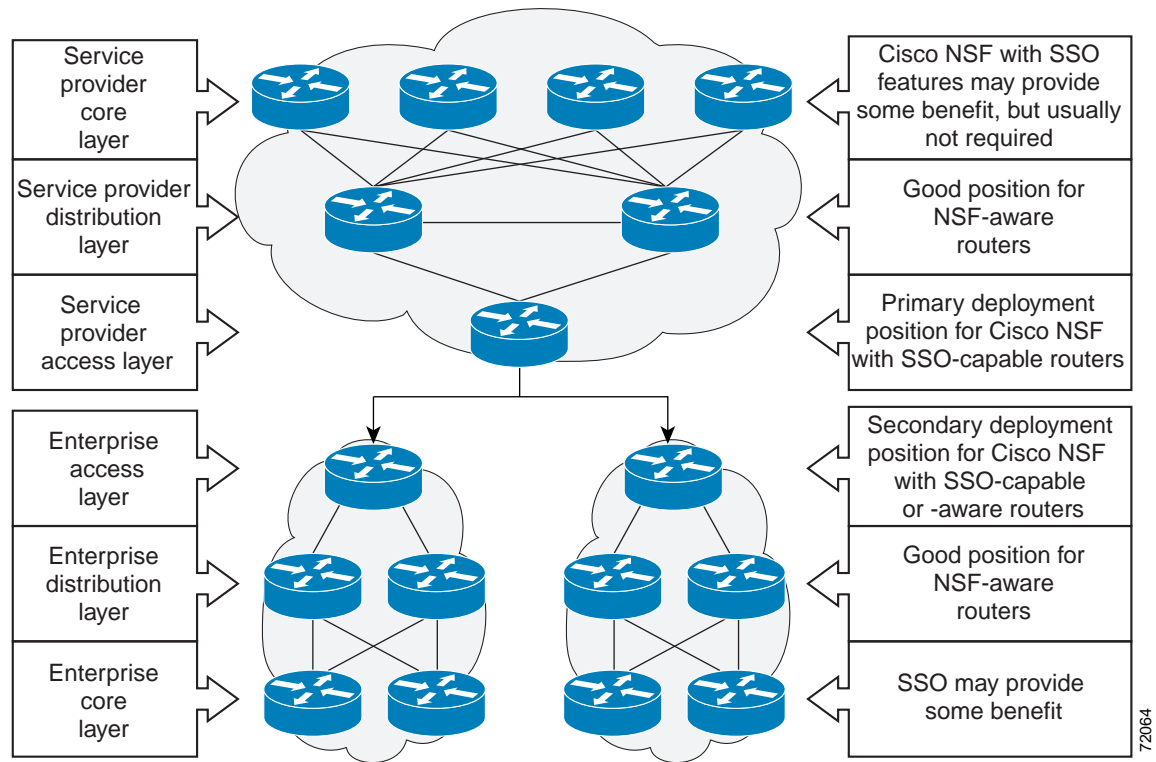 Service
provider
core
layer
Cisco NSF with SSO
features may provide
some benefit, but usually
not required
Service provider
distribution
layer
Good position for
NSF-aware
routers
Service
provider
access layer
Primary deployment
position for Cisco NSF
with SSO-capable routers
Enterprise
access
layer
Secondary deployment
position for Cisco NSF
with SSO-capable
or -aware routers
Enterprise
distribution
layer
Good position for
NSF-aware
routers
Enterprise
core
layer
SSO may provide
some benefit
72064